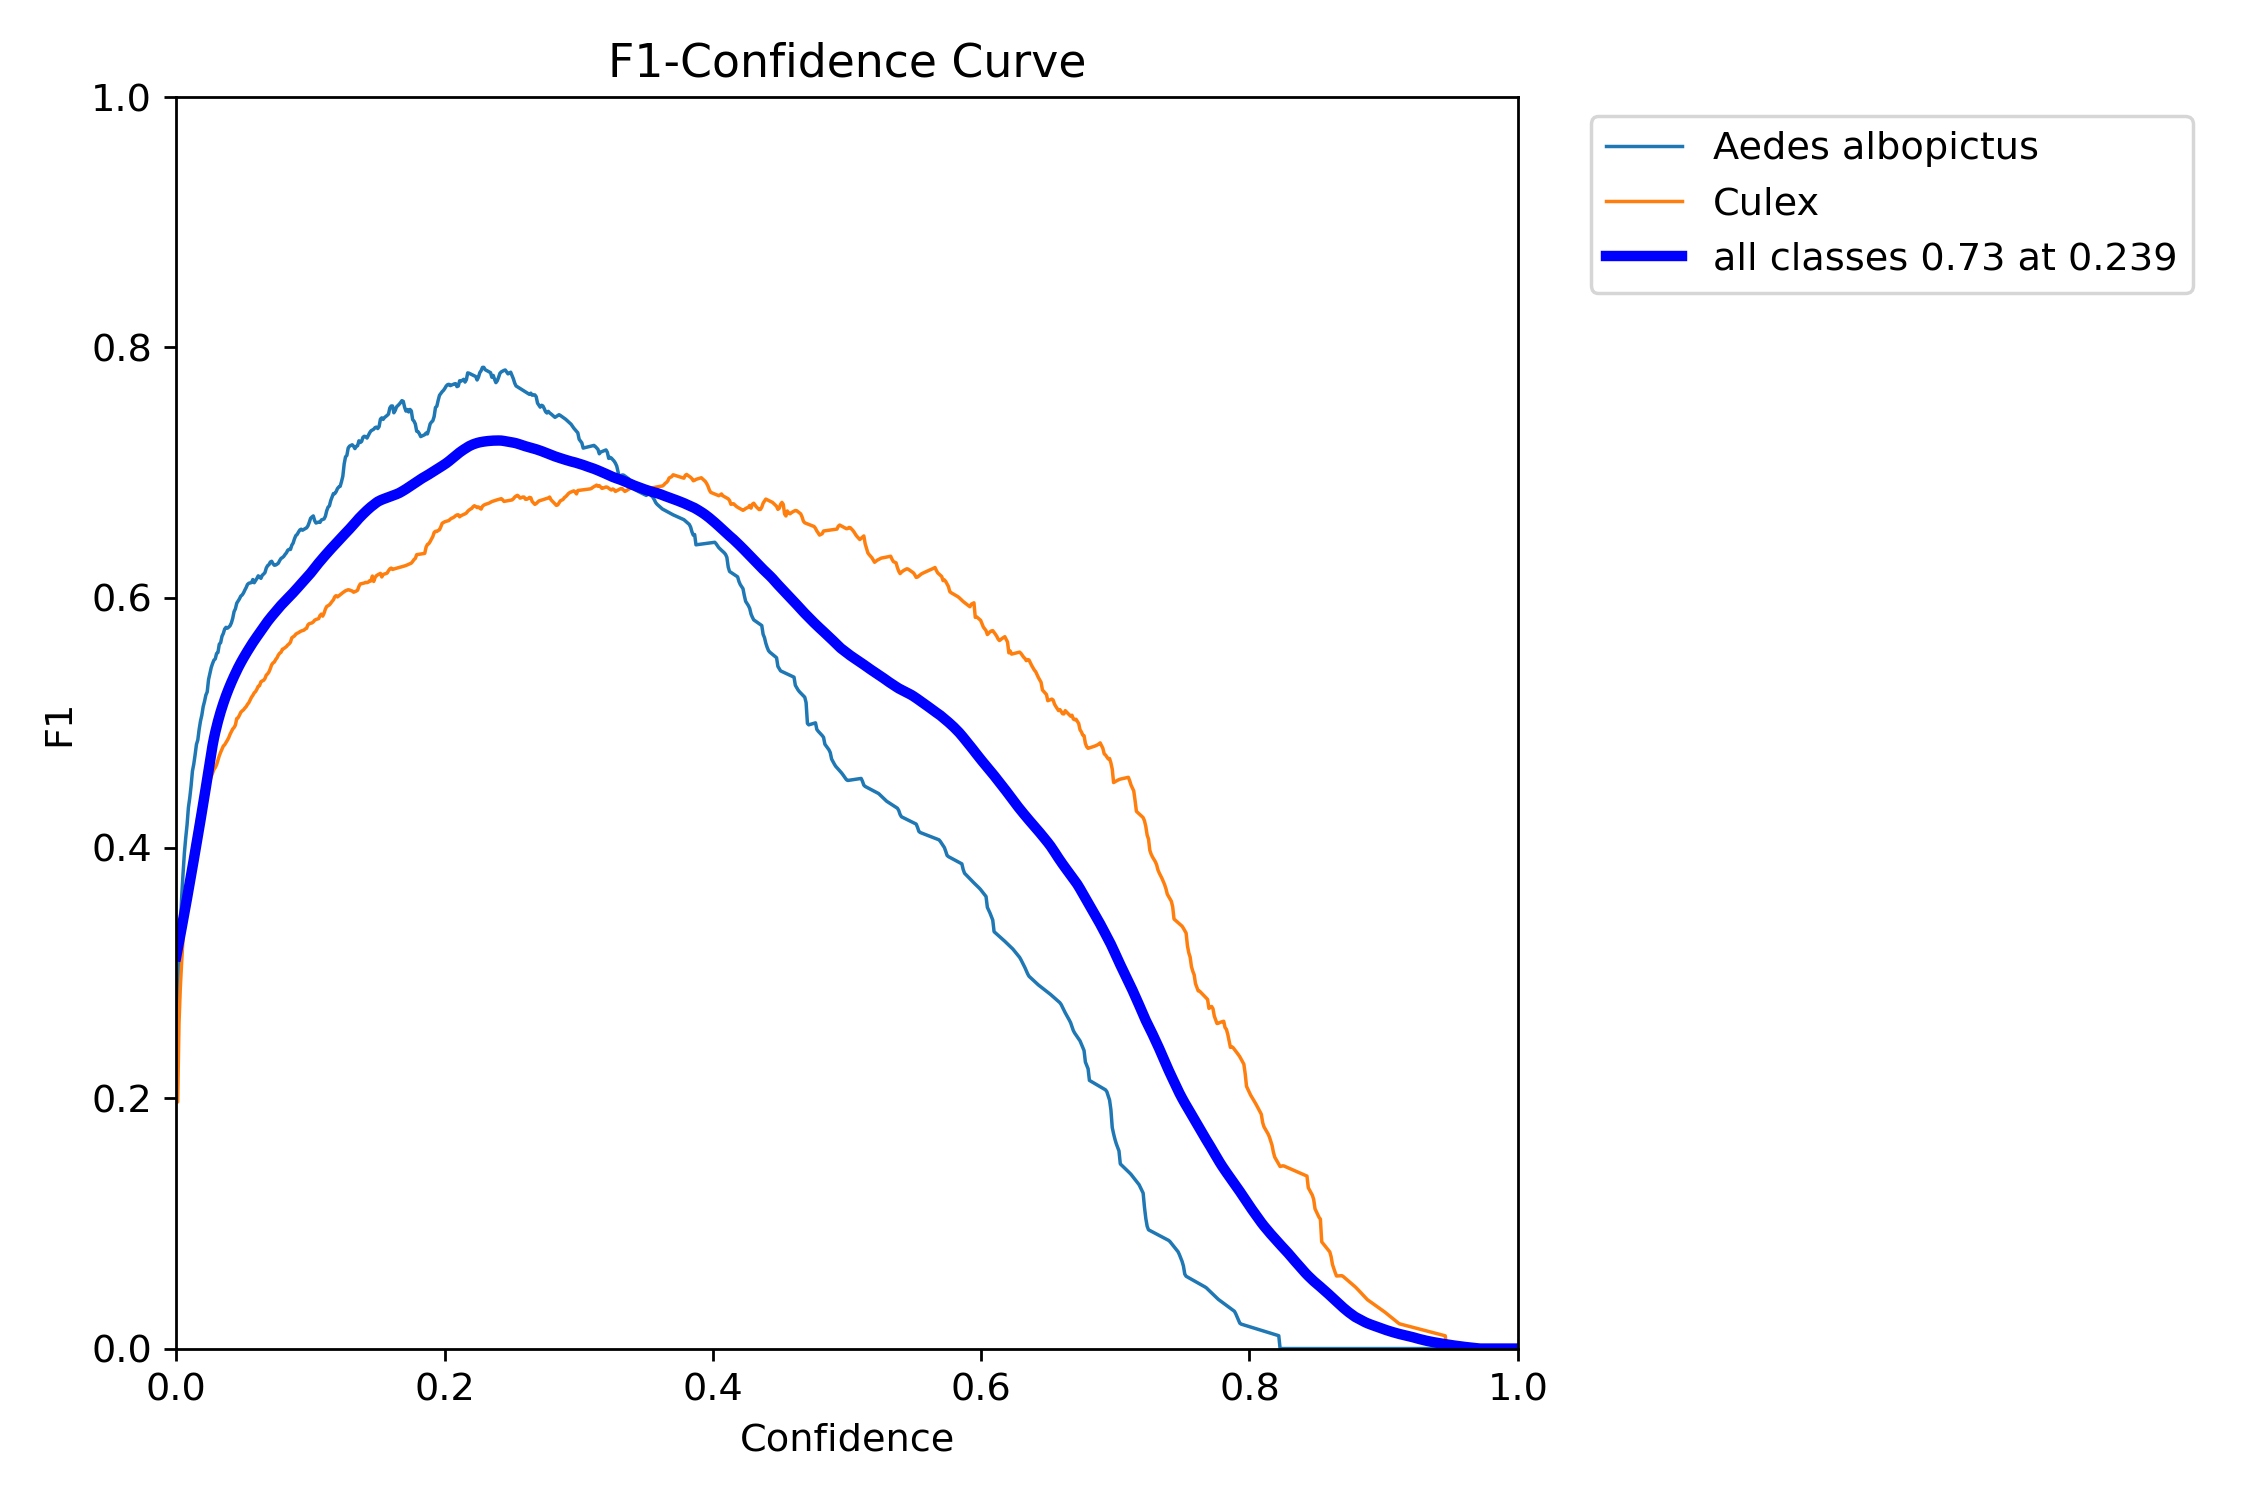 F1-Confidence Curve
1.0
0.8
0.6
0.4
0.2
0.0
F1
0.0 0.2 0.4 0.6 0.8 1.0
Confidence
Aedes albopictus
Culex
all classes 0.73 at 0.239